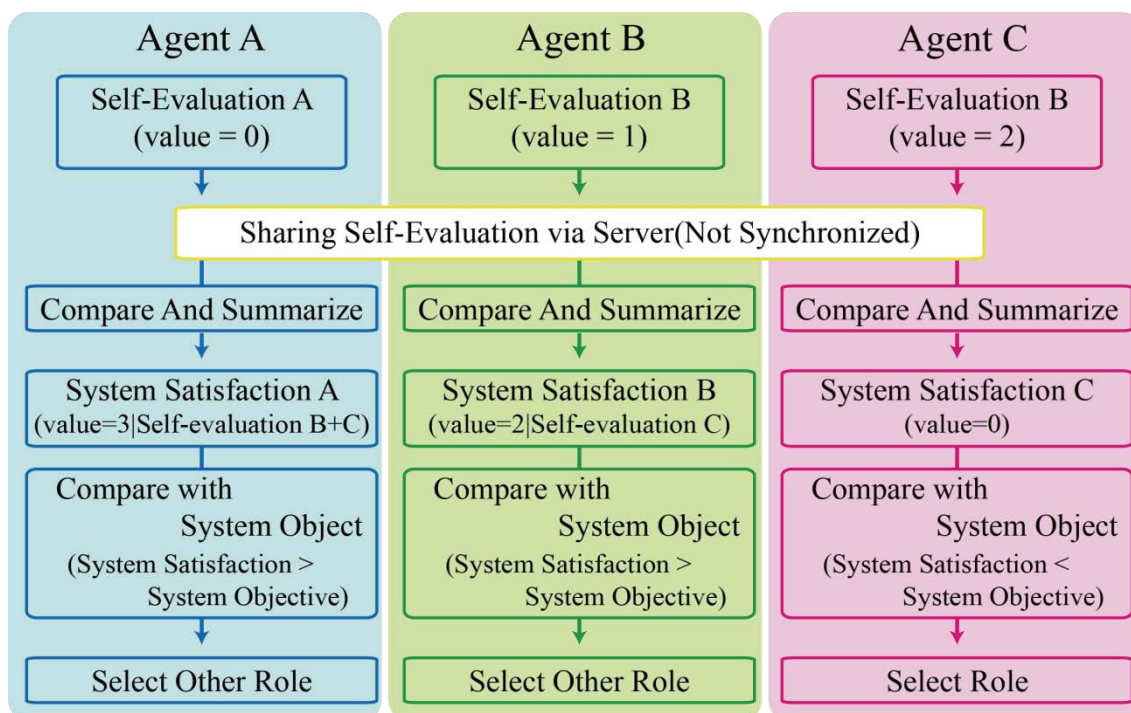 Agent A
Self-Evaluation A
(value = 0)
Agent B
Self-Evaluation B
(value = 1)
Agent C
Self-Evaluation B
(value = 2)
Sharing Self-Evaluation via Server(Not Synchronized)
Compare And Summarize
System Satisfaction A
(value=3|Self-evaluation B+C)
Compare with
System Object
(System Satisfaction >
System Objective)
Select Other Role
Compare And Summarize
System Satisfaction B
(value=2|Self-evaluation C)
Compare with
System Object
(System Satisfaction >
System Objective)
Select Other Role
Compare And Summarize
System Satisfaction C
(value=0)
Compare with
System Object
(System Satisfaction <
System Objective)
Select Role